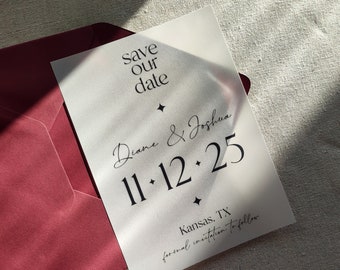 save
our
date
Diane & Joshua
11 12 25
Kansas, TX
formal invitation to follow